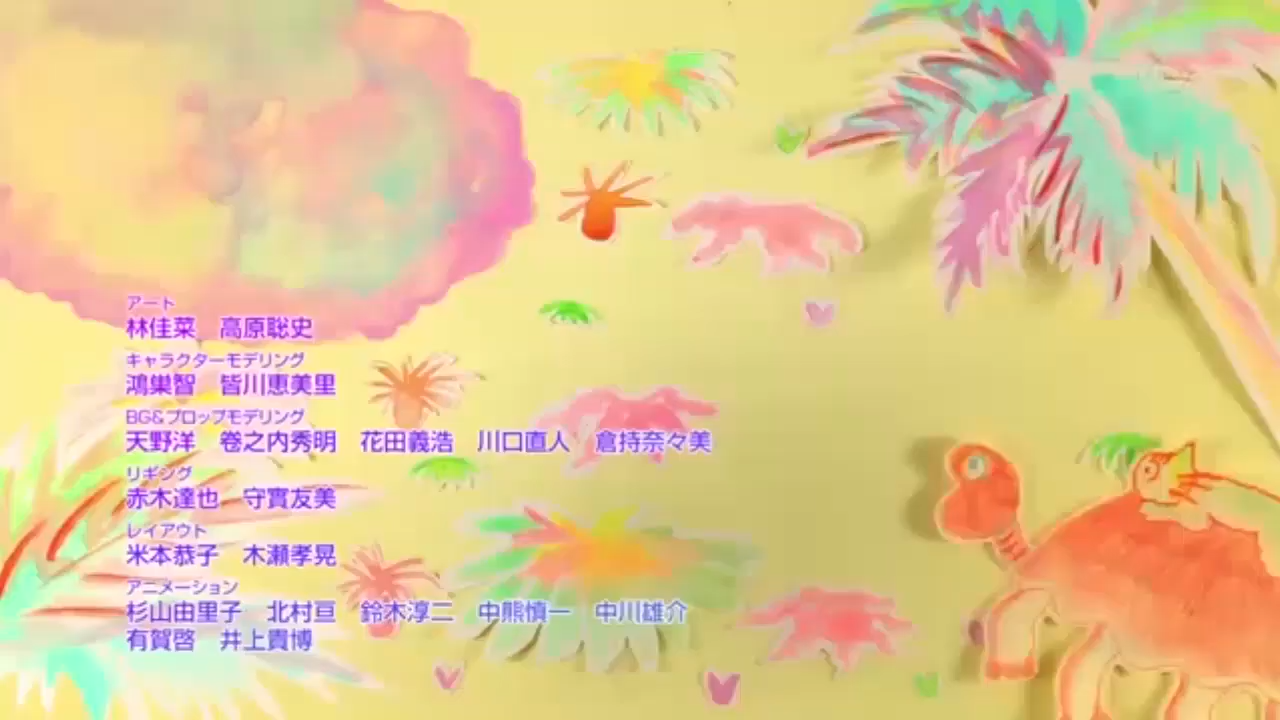 アート
林佳菜　高原聡史
キャラクターモデリング
鴻巣智　皆川恵美里
BG&プロップモデリング
天野洋　巻之内秀明　花田義浩　川口直人　倉持奈々美
リギング
赤木達也　守實友美
レイアウト
米本恭子　木瀬孝晃
アニメーション
杉山由里子　北村亘　鈴木淳二　中熊慎一　中川雄介
有賀啓　井上貴博